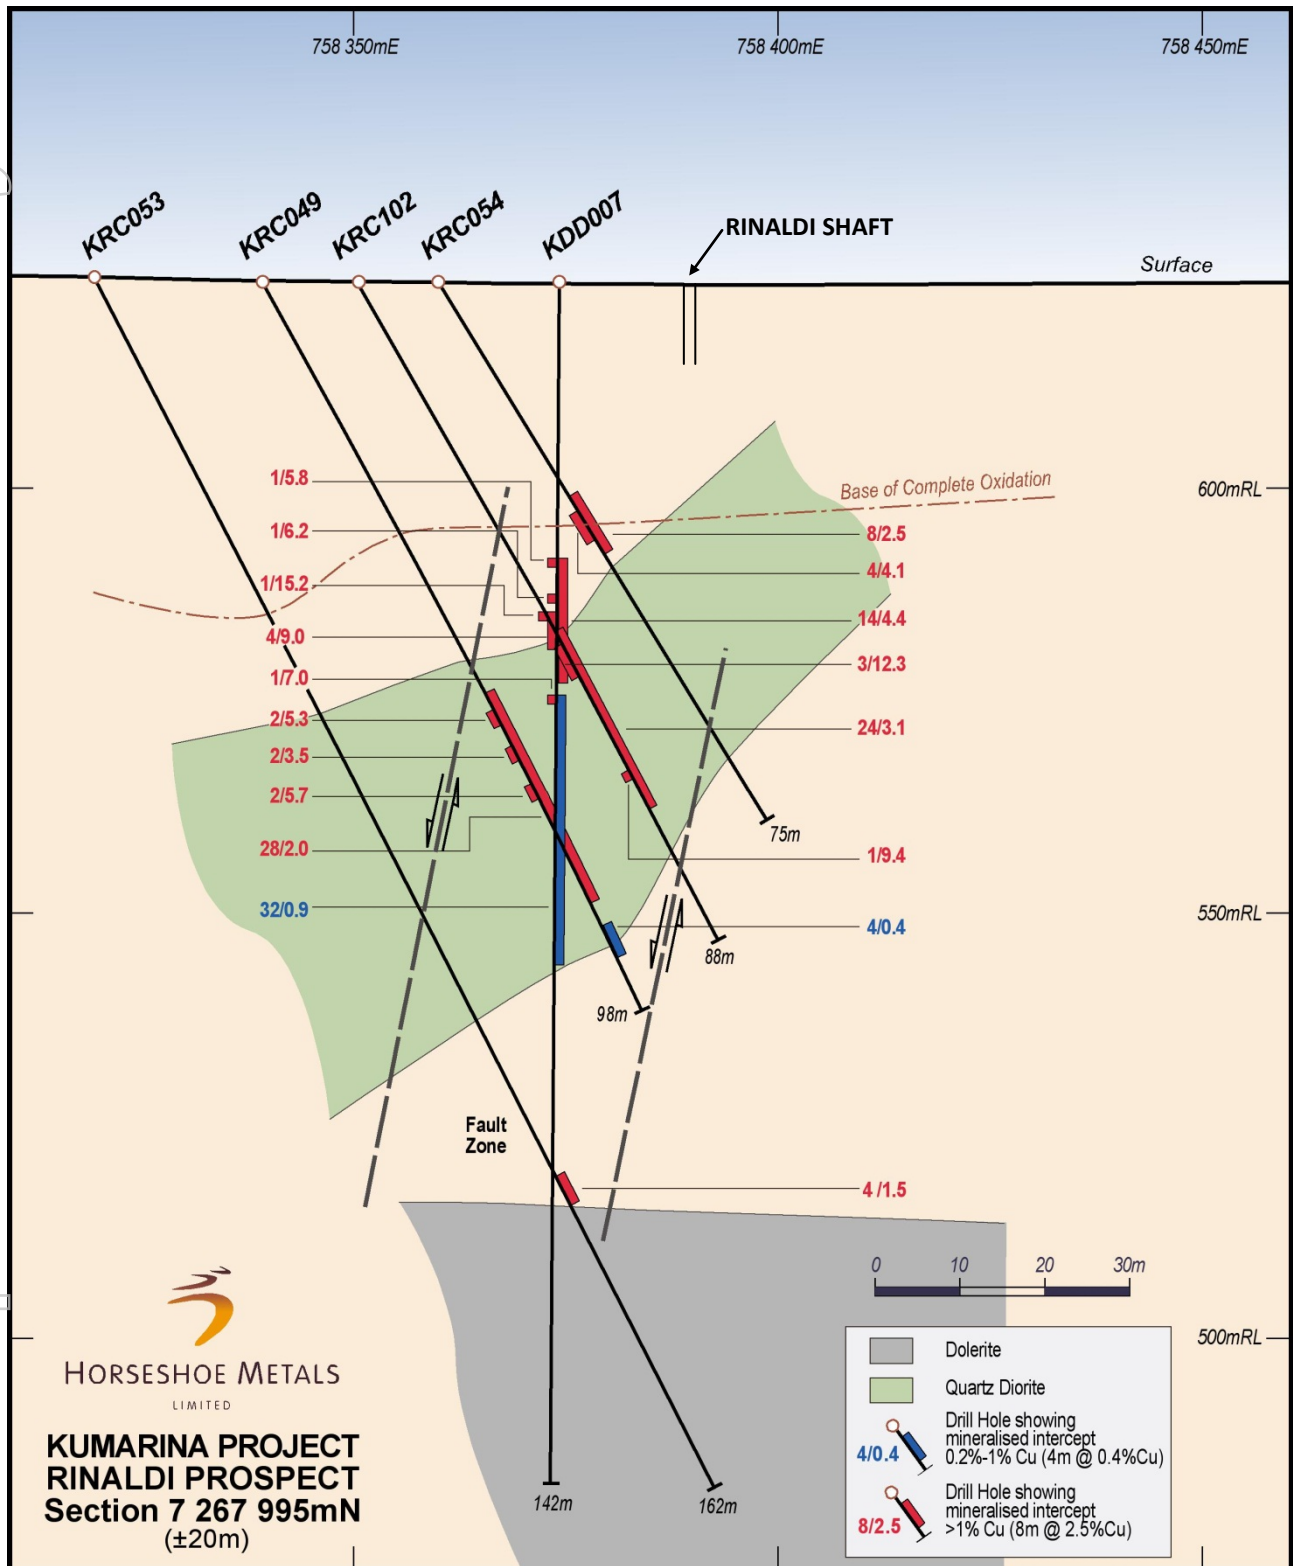 758 350mE
758 400mE
758 450mE
KRC053
KRC049
KRC102
KRC054
KDD007
RINALDI SHAFT
Surface
Base of Complete Oxidation
600mRL
550mRL
500mRL
1/5.8
1/6.2
1/15.2
4/9.0
1/7.0
2/5.3
2/3.5
2/5.7
28/2.0
32/0.9
8/2.5
4/4.1
14/4.4
3/12.3
24/3.1
1/9.4
4/0.4
4 /1.5
75m
88m
98m
142m
162m
Fault
Zone
0 10 20 30m
Dolerite
Quartz Diorite
4/0.4
Drill Hole showing
mineralised intercept
0.2%-1% Cu (4m @ 0.4%Cu)
8/2.5
Drill Hole showing
mineralised intercept
>1% Cu (8m @ 2.5%Cu)
HORSESHOE METALS
LIMITED
KUMARINA PROJECT
RINALDI PROSPECT
Section 7 267 995mN
(±20m)